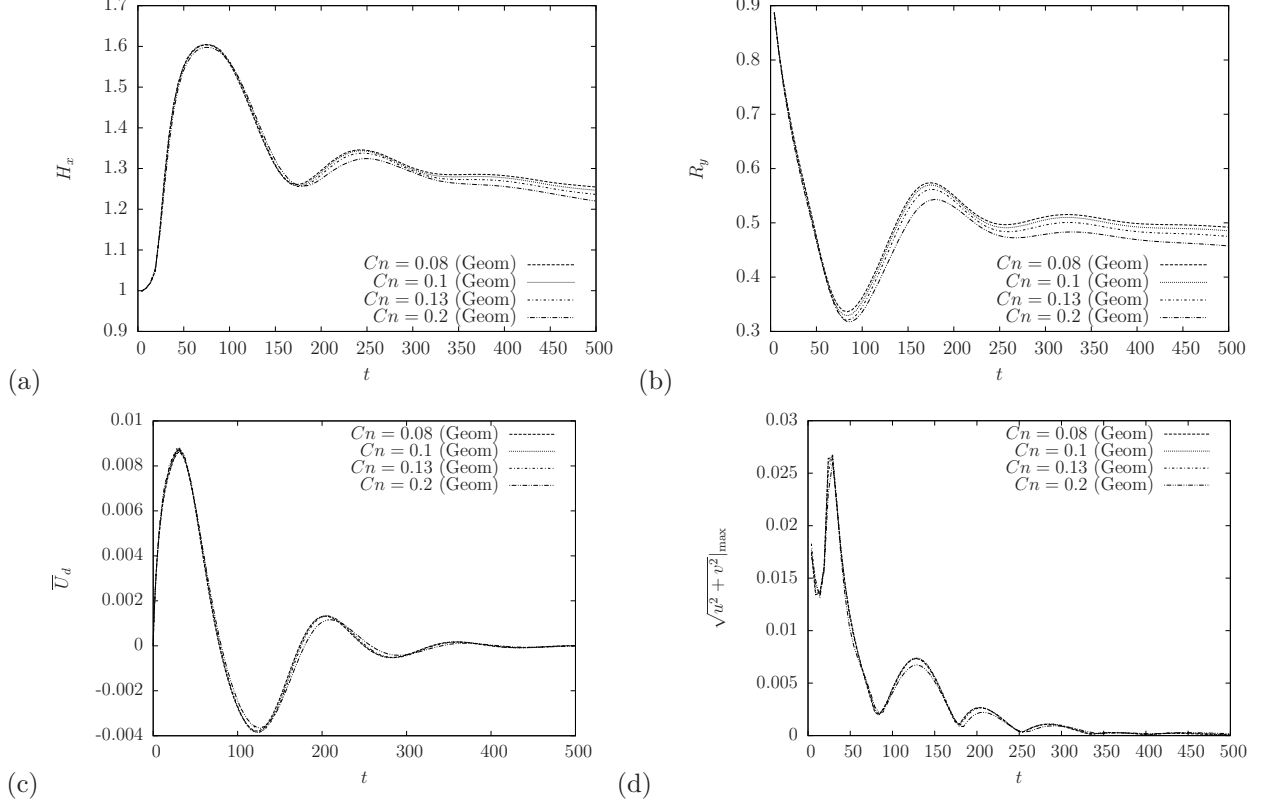 1.7
1.6
1.5
1.4
1.3
1.2
1.1
1
0.9
H_x
Cn = 0.08 (Geom)
Cn = 0.1 (Geom)
Cn = 0.13 (Geom)
Cn = 0.2 (Geom)
0 50 100 150 200 250 300 350 400 450 500
t
(a)
0.9
0.8
0.7
0.6
0.5
0.4
0.3
R_y
Cn = 0.08 (Geom)
Cn = 0.1 (Geom)
Cn = 0.13 (Geom)
Cn = 0.2 (Geom)
0 50 100 150 200 250 300 350 400 450 500
t
(b)
0.01
0.008
0.006
0.004
0.002
0
-0.002
-0.004
U̅_d
Cn = 0.08 (Geom)
Cn = 0.1 (Geom)
Cn = 0.13 (Geom)
Cn = 0.2 (Geom)
0 100 200 300 400 500
t
(c)
0.03
0.025
0.02
0.015
0.01
0.005
0
√u² + v²|max
Cn = 0.08 (Geom)
Cn = 0.1 (Geom)
Cn = 0.13 (Geom)
Cn = 0.2 (Geom)
0 50 100 150 200 250 300 350 400 450 500
t
(d)